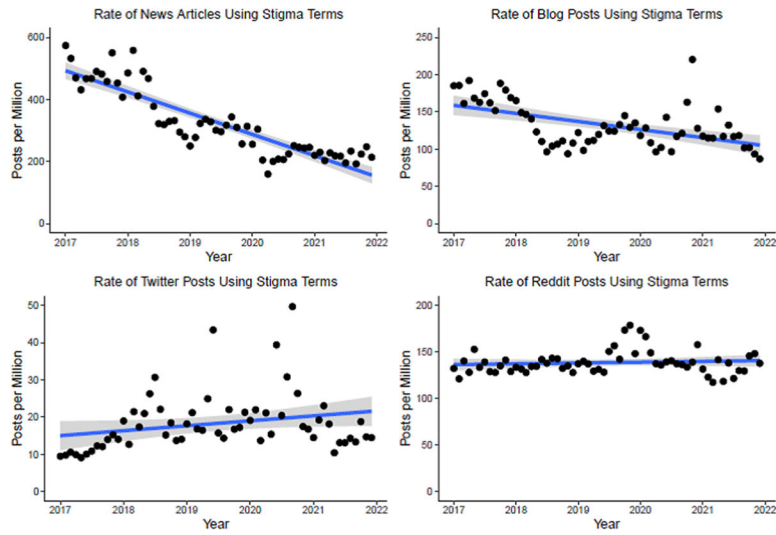 Rate of News Articles Using Stigma Terms
Posts per Million
600
400
200
0
2017 2018 2019 2020 2021 2022
Year
Rate of Blog Posts Using Stigma Terms
Posts per Million
250
200
150
100
50
0
2017 2018 2019 2020 2021 2022
Year
Rate of Twitter Posts Using Stigma Terms
Posts per Million
50
40
30
20
10
0
2017 2018 2019 2020 2021 2022
Year
Rate of Reddit Posts Using Stigma Terms
Posts per Million
200
150
100
50
0
2017 2018 2019 2020 2021 2022
Year